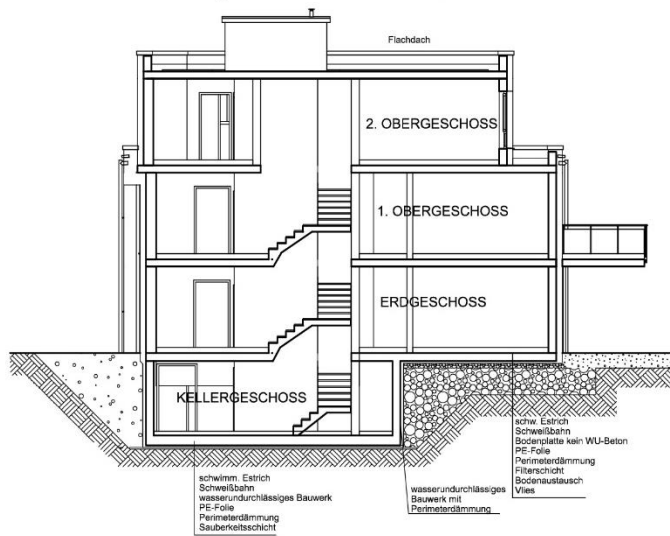 Flachdach
2. OBERGESCHOSS
1. OBERGESCHOSS
ERDGESCHOSS
KELLERGESCHOSS
schwimm. Estrich
Schweißbahn
wasserundurchlässiges Bauwerk
PE-Folie
Perimeterdämmung
Sauberkeitsschicht
wasserundurchlässiges
Bauwerk mit
Perimeterdämmung
schw. Estrich
Schweißbahn
Bodenplatte kein WU-Beton
PE-Folie
Perimeterdämmung
Filterschicht
Bodenaustausch
Vlies